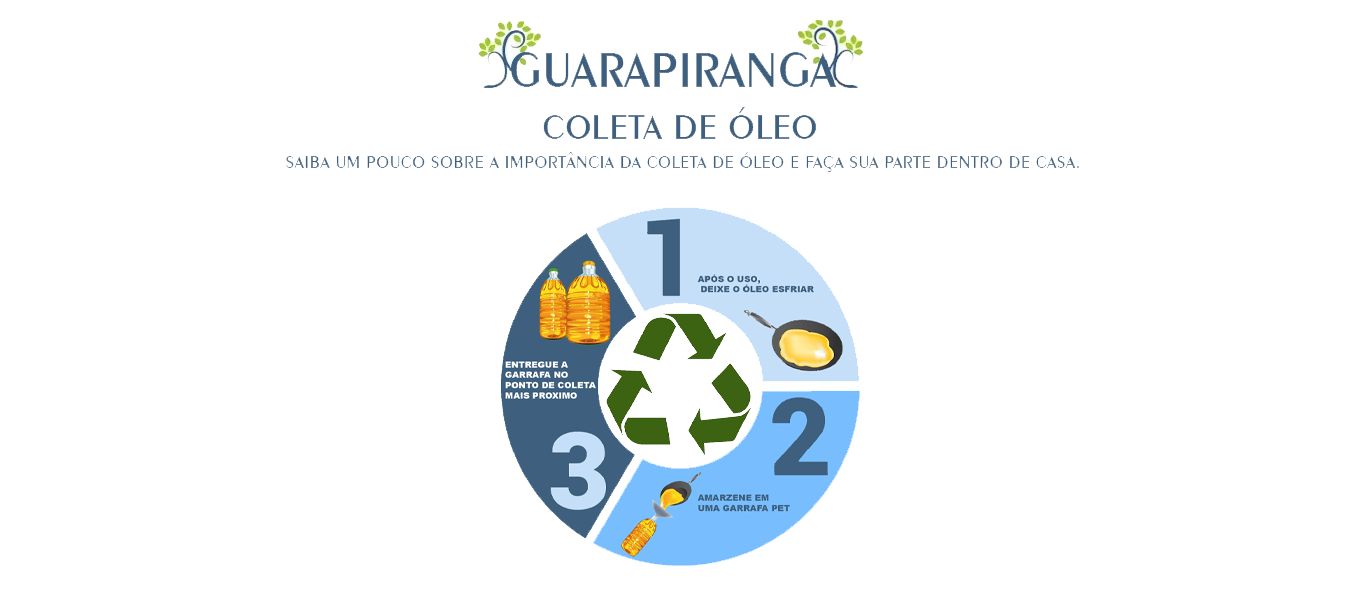 GUARAPIRANGA
COLETA DE ÓLEO
SAIBA UM POUCO SOBRE A IMPORTÂNCIA DA COLETA DE ÓLEO E FAÇA SUA PARTE DENTRO DE CASA.
1
APÓS O USO,
DEIXE O ÓLEO ESFRIAR
2
AMARZENE EM
UMA GARRAFA PET
ENTREGUE A
GARRAFA NO
PONTO DE COLETA
MAIS PROXIMO
3